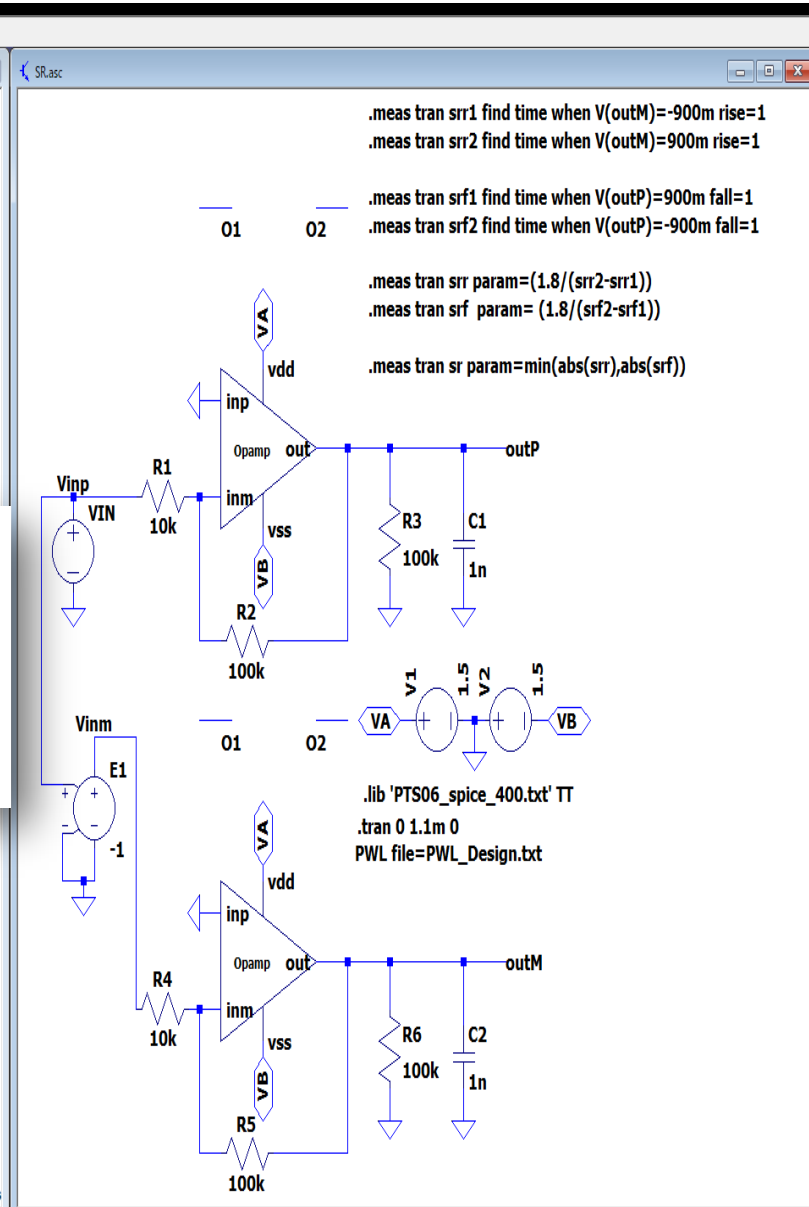 SR.asc
.meas tran srr1 find time when V(outM)=-900m rise=1
.meas tran srr2 find time when V(outM)=900m rise=1
.meas tran srf1 find time when V(outP)=900m fall=1
.meas tran srf2 find time when V(outP)=-900m fall=1
O1 O2
.meas tran srr param=(1.8/(srr2-srr1))
.meas tran srf param= (1.8/(srf2-srf1))
.meas tran sr param=min(abs(srr),abs(srf))
VA
vdd
inp
Opamp out
outP
inm
vss
VB
R1
10k
Vinp
VIN
R2
100k
R3
100k
C1
1n
V1
1.5
V2
1.5
VA
VB
O1 O2
.lib 'PTS06_spice_400.txt' TT
.tran 0 1.1m 0
PWL file=PWL_Design.txt
Vinm
E1
-1
VA
vdd
inp
Opamp out
outM
inm
vss
VB
R4
10k
R5
100k
R6
100k
C2
1n